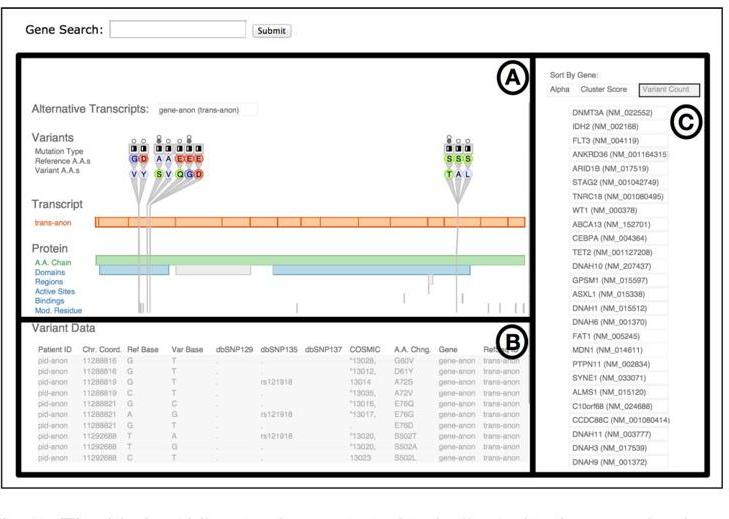 Gene Search:
Submit
A
Alternative Transcripts: gene-anon (trans-anon)
Variants
Mutation Type
Reference A.A.s
Variant A.A.s
G D A A E E E
V Y S V Q G D
S S S
T A L
Transcript
trans-anon
Protein
A.A. Chain
Domains
Regions
Active Sites
Bindings
Mod. Residue
B
Variant Data
Patient ID Chr. Coord. Ref Base Var Base dbSNP129 dbSNP135 dbSNP137 COSMIC A.A. Chng. Gene
pid-anon 11288816 G T . . "13028, G60V gene-anon trans-anon
pid-anon 11288816 G T . . "13012, D61Y gene-anon trans-anon
pid-anon 11288819 G T . rs121918 13014 A72S gene-anon trans-anon
pid-anon 11288819 C T . . "13035, A72V gene-anon trans-anon
pid-anon 11288821 G C . . "13016, E76Q gene-anon trans-anon
pid-anon 11288821 A G . rs121918 "13017, E76G gene-anon trans-anon
pid-anon 11288821 G T . . E76D gene-anon trans-anon
pid-anon 11292688 T A . rs121918 "13020, S502T gene-anon trans-anon
pid-anon 11292688 T G . . "13020, S502A gene-anon trans-anon
pid-anon 11292688 C T . . 13023 S502L gene-anon trans-anon
Sort By Gene:
Alpha Cluster Score Variant Count
C
DNMT3A (NM_022552)
IDH2 (NM_002168)
FLT3 (NM_004119)
ANKRD36 (NM_001164315)
ARID1B (NM_017519)
STAG2 (NM_001042749)
TNRC18 (NM_001080495)
WT1 (NM_000378)
ABCA13 (NM_152701)
CEBPA (NM_004364)
TET2 (NM_001127208)
DNAH10 (NM_207437)
GPSM1 (NM_015597)
ASXL1 (NM_015338)
DNAH1 (NM_015512)
DNAH6 (NM_001370)
FAT1 (NM_005245)
MDN1 (NM_014611)
PTPN11 (NM_002834)
SYNE1 (NM_033071)
ALMS1 (NM_015120)
C10orf68 (NM_024688)
CCDC88C (NM_001080414)
DNAH11 (NM_003777)
DNAH3 (NM_017539)
DNAH9 (NM_001372)